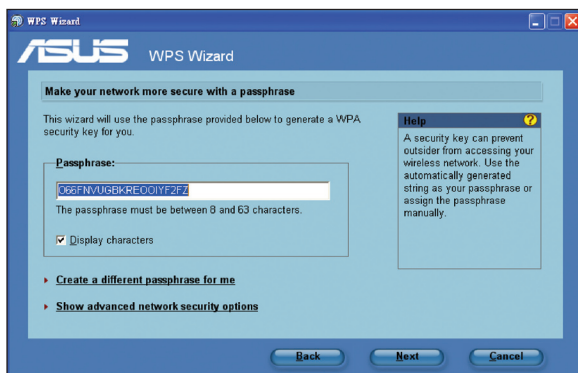 WPS Wizard
ASUS WPS Wizard
Make your network more secure with a passphrase
This wizard will use the passphrase provided below to generate a WPA
security key for you.
Passphrase:
O66FNVUGBKREOOIYF2FZ
The passphrase must be between 8 and 63 characters.
Display characters
Create a different passphrase for me
Show advanced network security options
Help
A security key can prevent
outsider from accessing your
wireless network. Use the
automatically generated
string as your passphrase or
assign the passphrase
manually.
Back Next Cancel